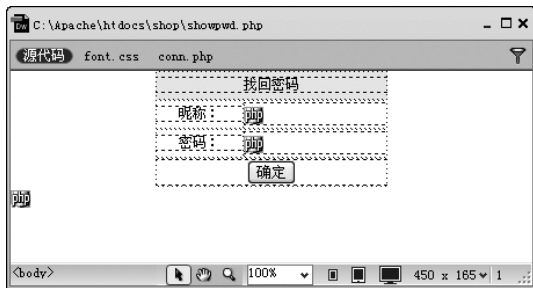 C:\Apache\htdocs\shop\showpwd.php
源代码 font.css conn.php
找回密码
昵称： php
密码： php
确定
php
<body> 100% 450 x 165 1